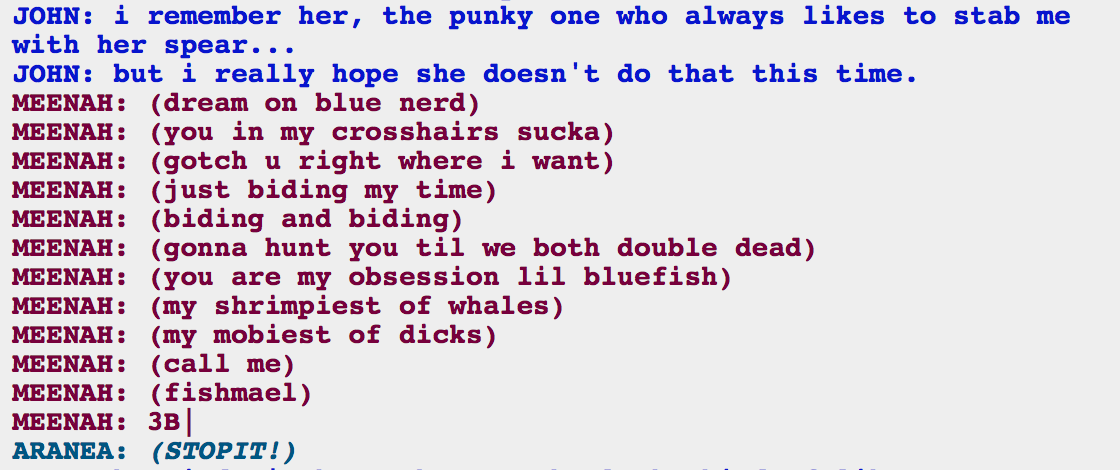 JOHN: i remember her, the punky one who always likes to stab me
with her spear...
JOHN: but i really hope she doesn't do that this time.
MEENAH: (dream on blue nerd)
MEENAH: (you in my crosshairs sucka)
MEENAH: (gotch u right where i want)
MEENAH: (just biding my time)
MEENAH: (biding and biding)
MEENAH: (gonna hunt you til we both double dead)
MEENAH: (you are my obsession lil bluefish)
MEENAH: (my shrimpiest of whales)
MEENAH: (my mobiest of dicks)
MEENAH: (call me)
MEENAH: (fishmael)
MEENAH: 3B|
ARANEA: (STOPIT!)